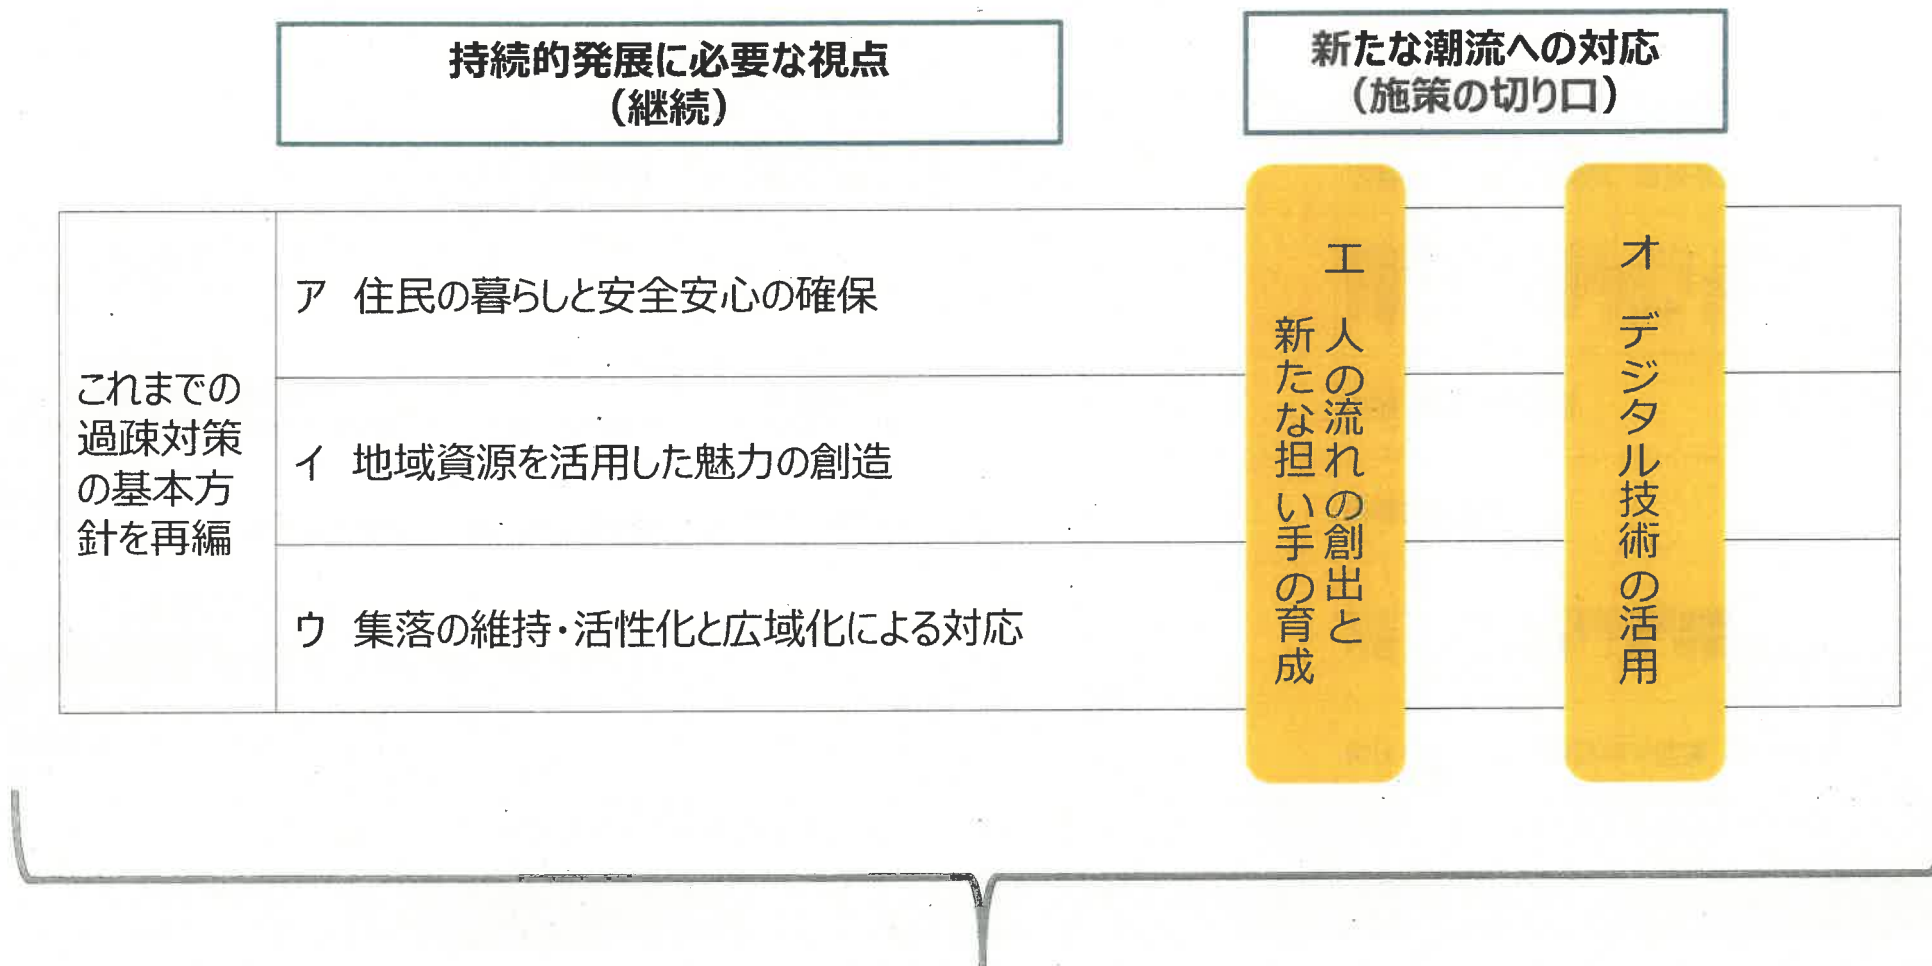 持続的発展に必要な視点
（継続）
新たな潮流への対応
（施策の切り口）
これまでの
過疎対策
の基本方
針を再編
ア 住民の暮らしと安全安心の確保
イ 地域資源を活用した魅力の創造
ウ 集落の維持・活性化と広域化による対応
エ 人の流れの創出と
新たな担い手の育成
オ デジタル技術の活用